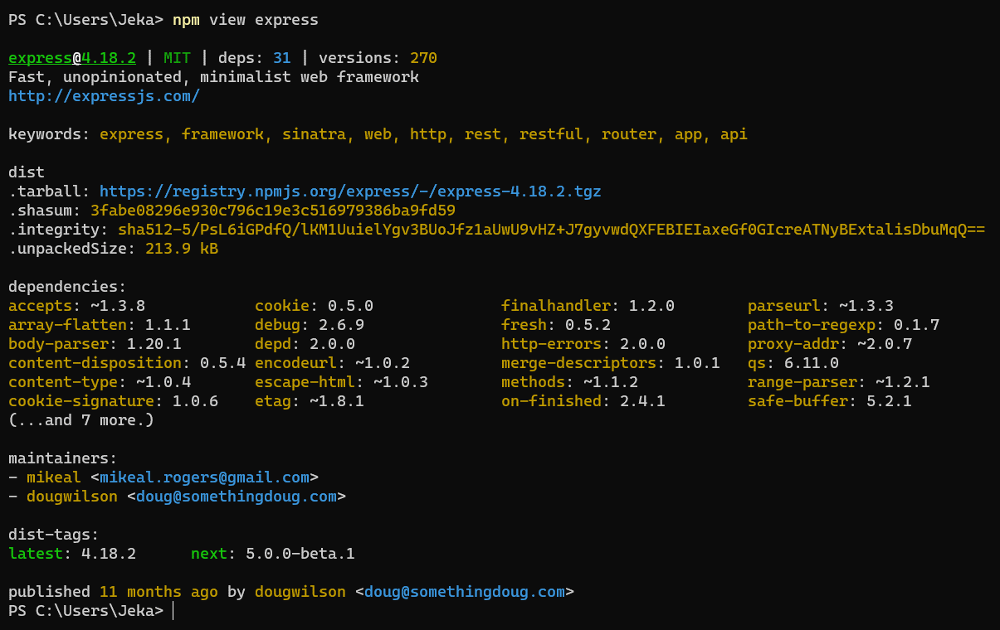 PS C:\Users\Jeka> npm view express
express@4.18.2 | MIT | deps: 31 | versions: 270
Fast, unopinionated, minimalist web framework
http://expressjs.com/
keywords: express, framework, sinatra, web, http, rest, restful, router, app, api
dist
.tarball: https://registry.npmjs.org/express/-/express-4.18.2.tgz
.shasum: 3fabe08296e930c796c19e3c516979386ba9fd59
.integrity: sha512-5/PsL6iGPdfQ/lKM1UuielYgv3BUoJfz1aUwU9vHZ+J7gyvwdQXFEBIEIaxeGf0GIcreATNyBExtalisDbuMqQ==
.unpackedSize: 213.9 kB
dependencies:
accepts: ~1.3.8 cookie: 0.5.0 finalhandler: 1.2.0 parseurl: ~1.3.3
array-flatten: 1.1.1 debug: 2.6.9 fresh: 0.5.2 path-to-regexp: 0.1.7
body-parser: 1.20.1 depd: 2.0.0 http-errors: 2.0.0 proxy-addr: ~2.0.7
content-disposition: 0.5.4 encodeurl: ~1.0.2 merge-descriptors: 1.0.1 qs: 6.11.0
content-type: ~1.0.4 escape-html: ~1.0.3 methods: ~1.1.2 range-parser: ~1.2.1
cookie-signature: 1.0.6 etag: ~1.8.1 on-finished: 2.4.1 safe-buffer: 5.2.1
(...and 7 more.)
maintainers:
- mikeal <mikeal.rogers@gmail.com>
- dougwilson <doug@somethingdoug.com>
dist-tags:
latest: 4.18.2 next: 5.0.0-beta.1
published 11 months ago by dougwilson <doug@somethingdoug.com>
PS C:\Users\Jeka>